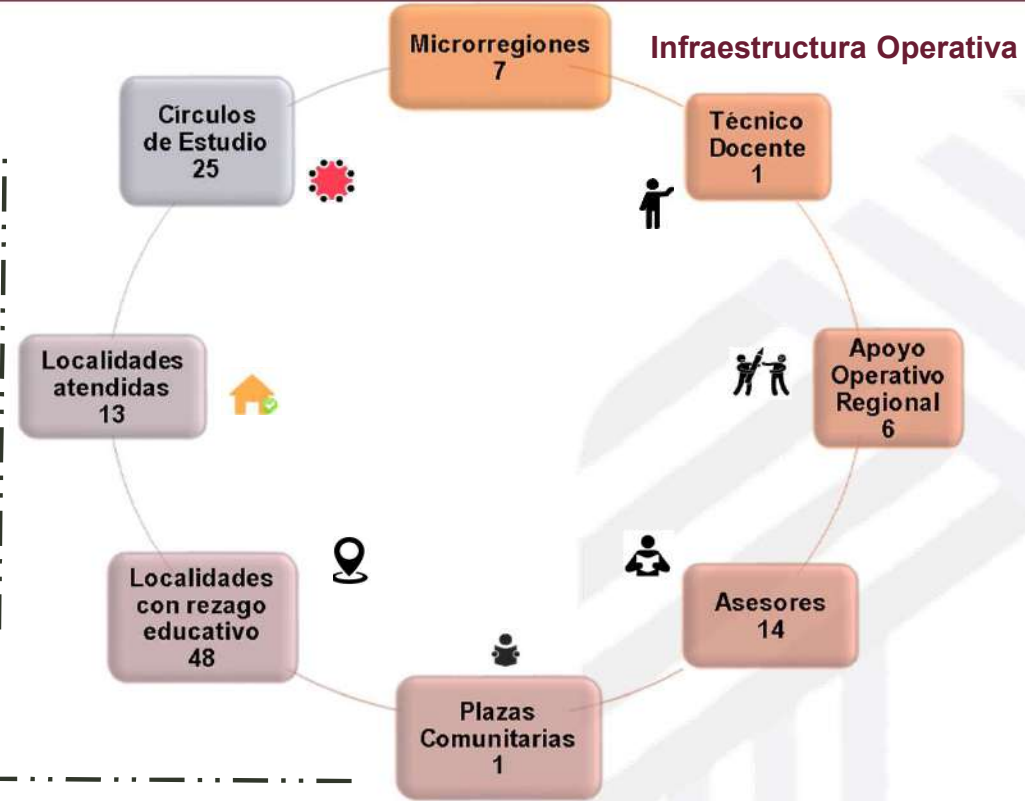 Infraestructura Operativa
Microrregiones
7
Técnico
Docente
1
Apoyo
Operativo
Regional
6
Asesores
14
Plazas
Comunitarias
1
Localidades
con rezago
educativo
48
Localidades
atendidas
13
Círculos
de Estudio
25